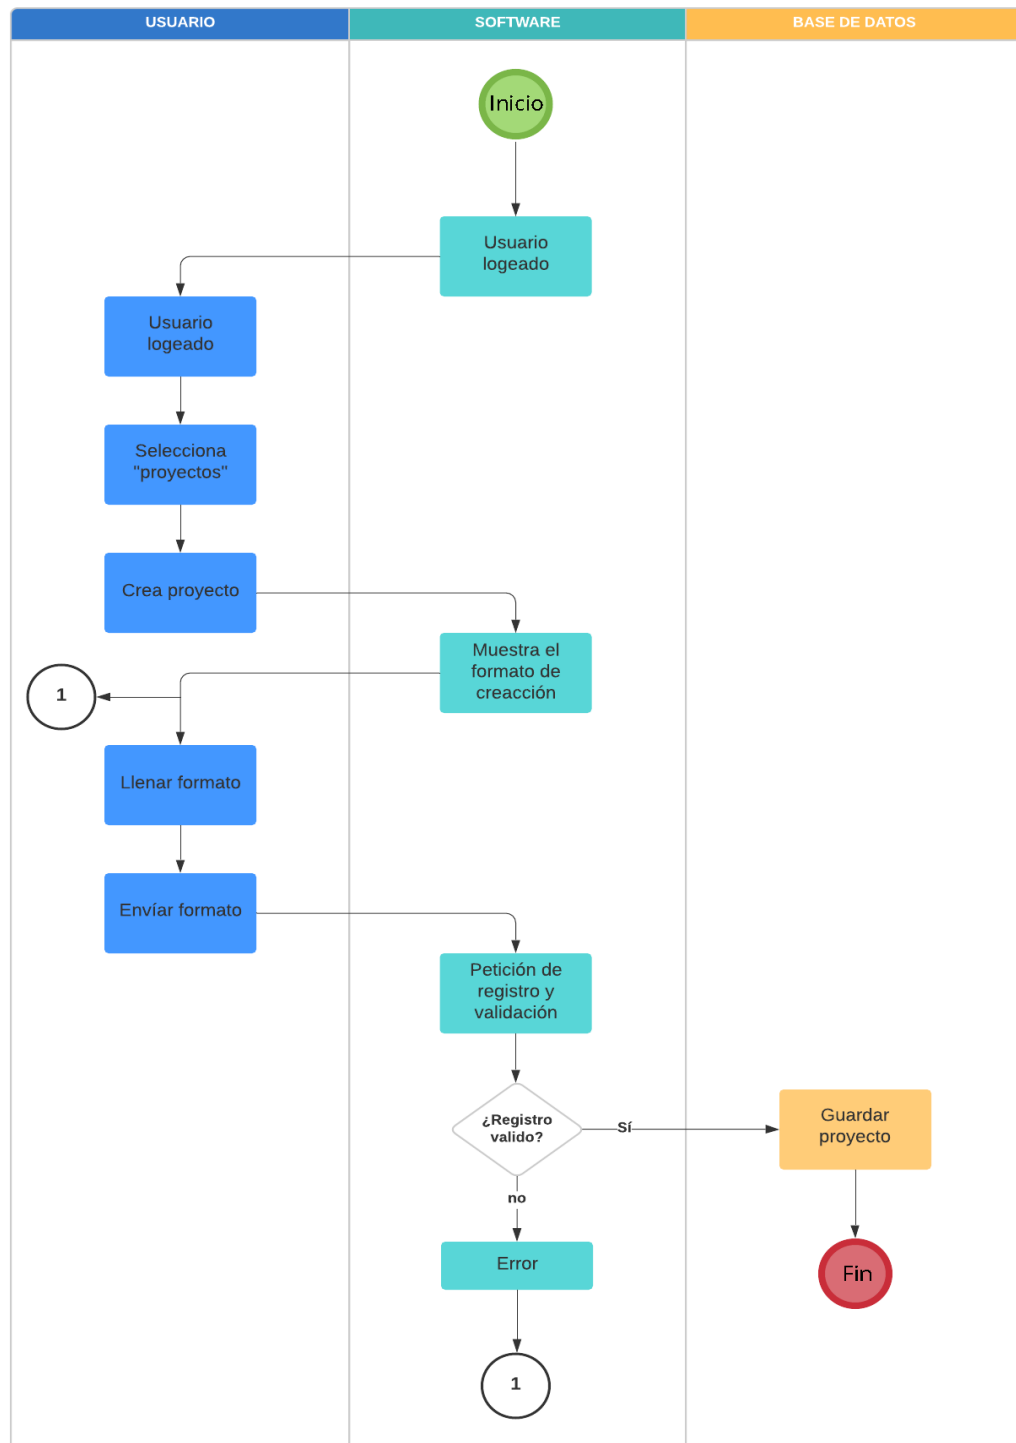 USUARIO
SOFTWARE
BASE DE DATOS
Inicio
Usuario
logeado
Usuario
logeado
Selecciona
"proyectos"
Crea proyecto
Muestra el
formato de
creacción
1
Llenar formato
Envíar formato
Petición de
registro y
validación
¿Registro
valido?
Sí
Guardar
proyecto
no
Error
Fin
1